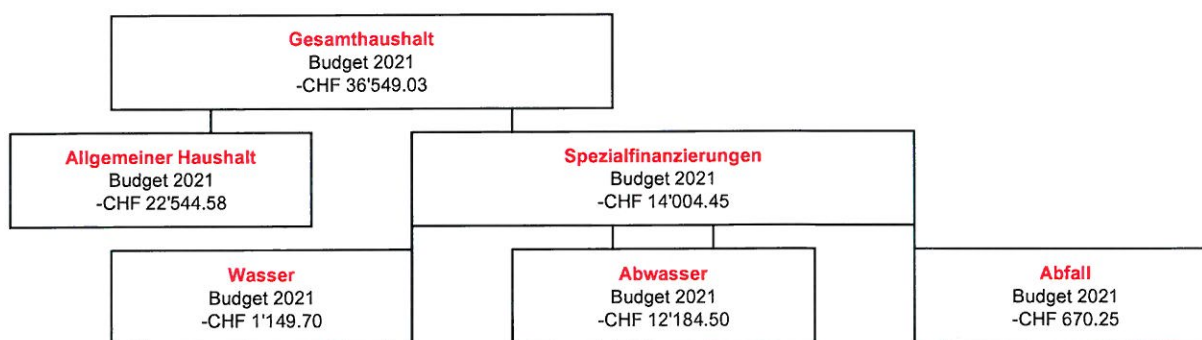 Gesamthaushalt
Budget 2021
-CHF 36'549.03
Allgemeiner Haushalt
Budget 2021
-CHF 22'544.58
Spezialfinanzierungen
Budget 2021
-CHF 14'004.45
Wasser
Budget 2021
-CHF 1'149.70
Abwasser
Budget 2021
-CHF 12'184.50
Abfall
Budget 2021
-CHF 670.25